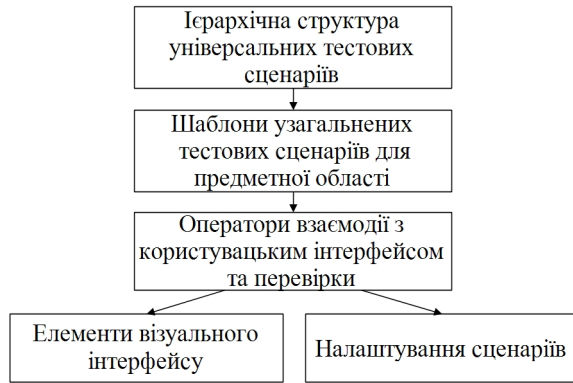 Ієрархічна структура
універсальних тестових
сценаріїв
Шаблони узагальнених
тестових сценаріїв для
предметної області
Оператори взаємодії з
користувацьким інтерфейсом
та перевірки
Елементи візуального
інтерфейсу
Налаштування сценаріїв